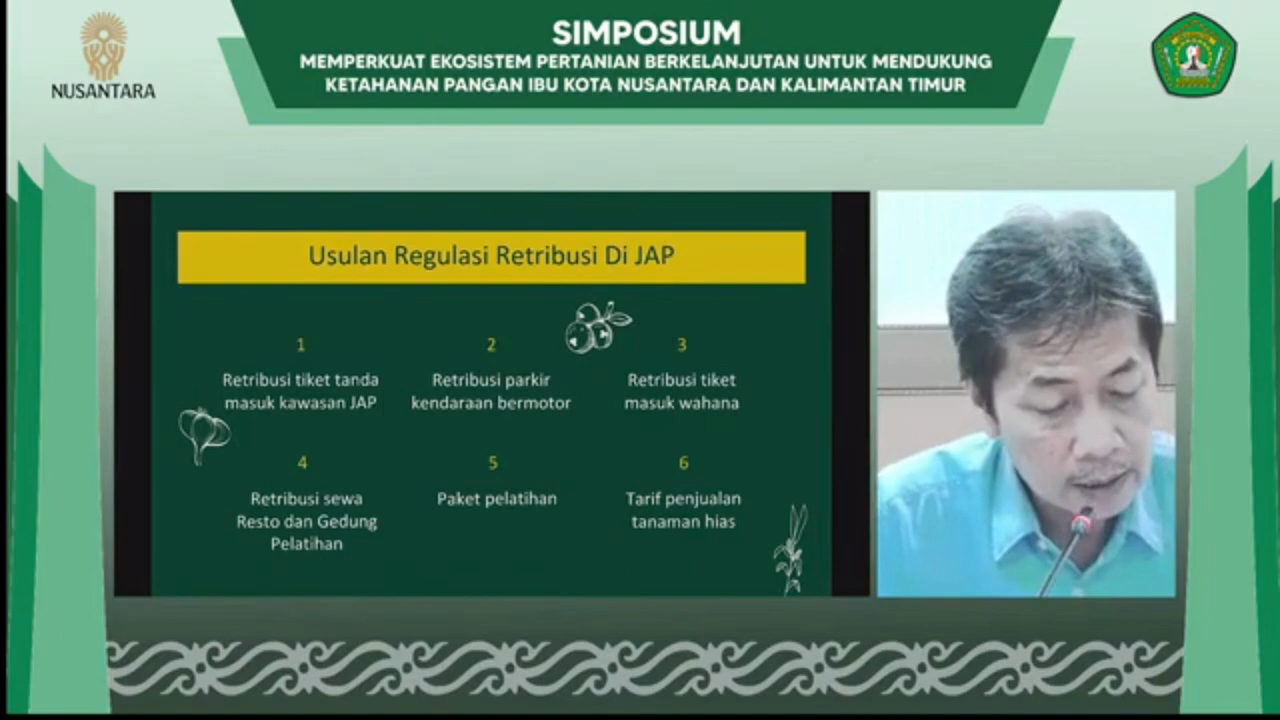 SIMPOSIUM
MEMPERKUAT EKOSISTEM PERTANIAN BERKELANJUTAN UNTUK MENDUKUNG
KETAHANAN PANGAN IBU KOTA NUSANTARA DAN KALIMANTAN TIMUR
NUSANTARA
Usulan Regulasi Retribusi Di JAP
1
Retribusi tiket tanda
masuk kawasan JAP
2
Retribusi parkir
kendaraan bermotor
3
Retribusi tiket
masuk wahana
4
Retribusi sewa
Resto dan Gedung
Pelatihan
5
Paket pelatihan
6
Tarif penjualan
tanaman hias